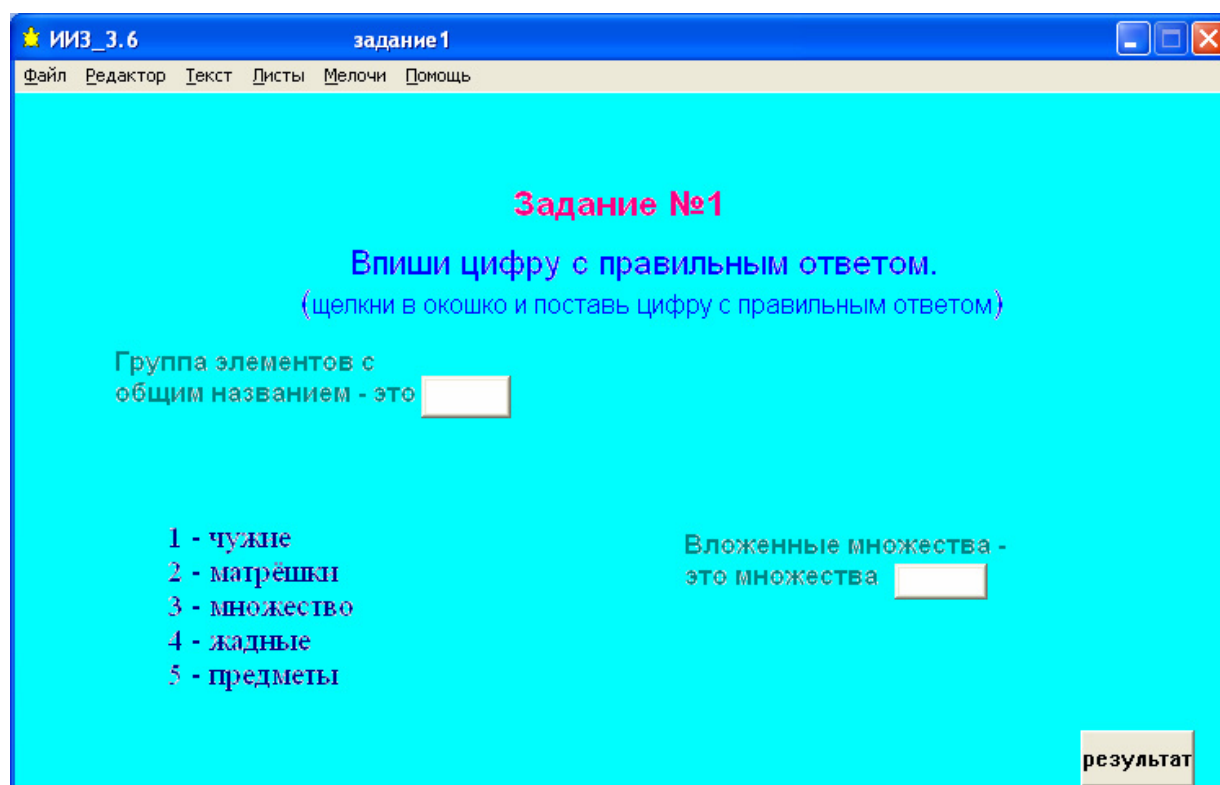 ИИЗ_3.6 задание1
Файл Редактор Текст Листы Мелочи Помощь
Задание №1
Впиши цифру с правильным ответом.
(щелкни в окошко и поставь цифру с правильным ответом)
Группа элементов с
общим названием - это
1 - чужие
2 - матрёшки
3 - множество
4 - жадные
5 - предметы
Вложенные множества -
это множества
результат